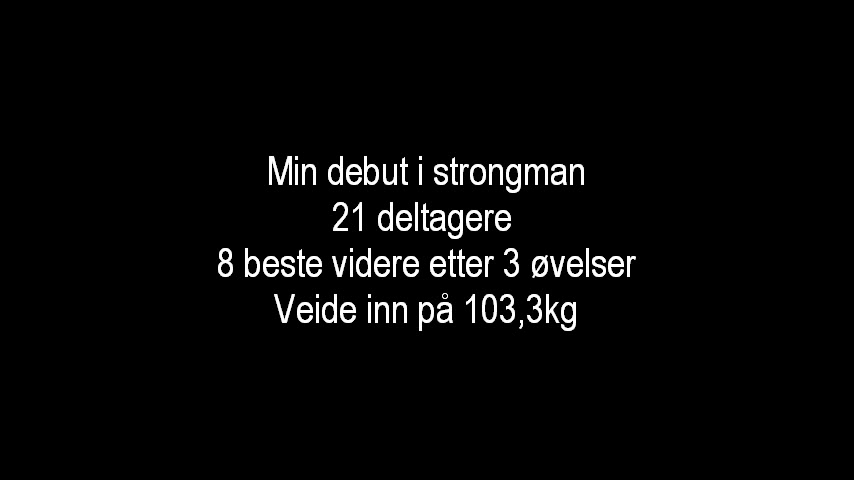 Min debut i strongman
21 deltagere
8 beste videre etter 3 øvelser
Veide inn på 103,3kg